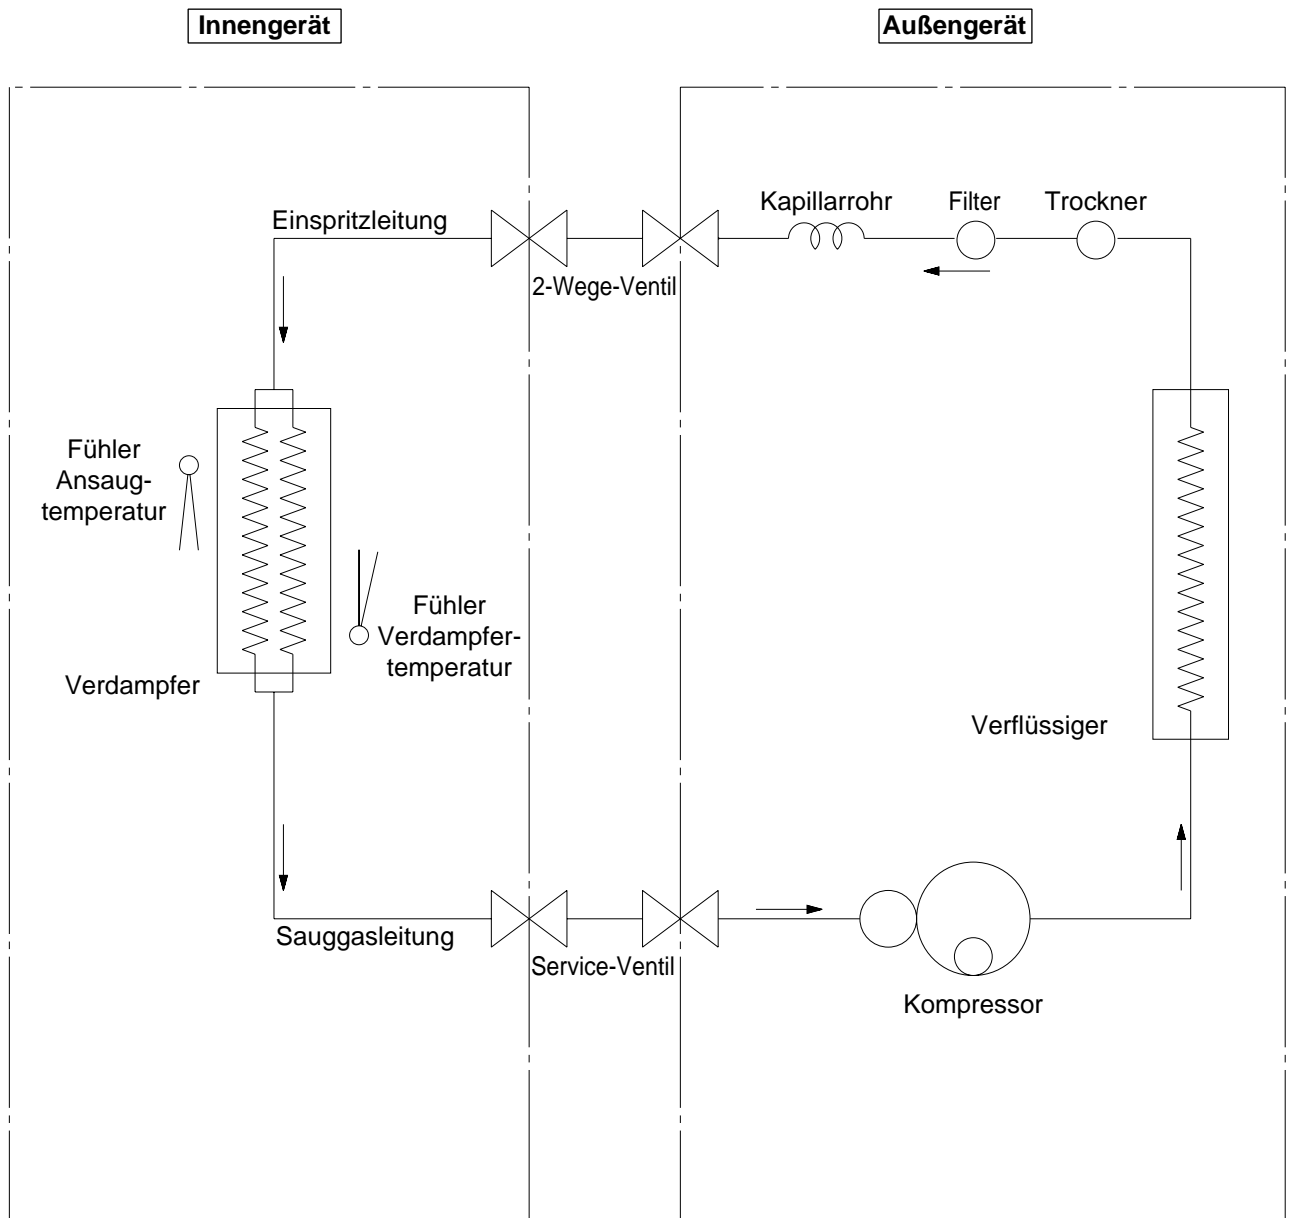 Innengerät
Außengerät
Kapillarrohr
Filter
Trockner
Einspritzleitung
2-Wege-Ventil
Fühler
Ansaug-
temperatur
Fühler
Verdampfer-
temperatur
Verdampfer
Verflüssiger
Sauggasleitung
Service-Ventil
Kompressor